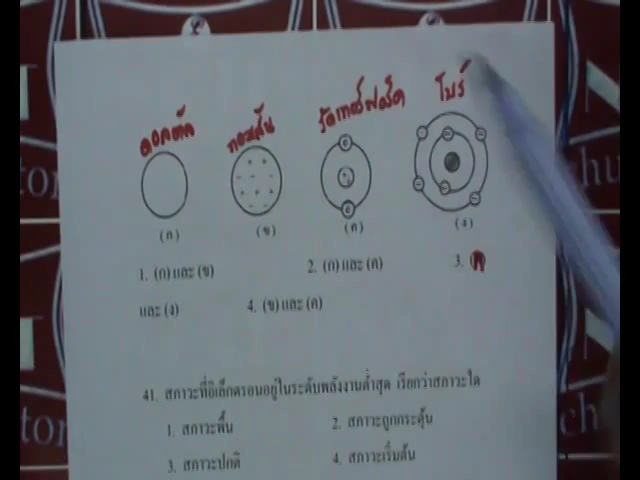 ดอลตัน ทอมสัน รัดเทอร์ฟอร์ด โบร์
(ก) (ข) (ค) (ง)
1. (ก) และ (ข) 2. (ก) และ (ค) 3. (ก
และ (ง) 4. (ข) และ (ค)
41. สภาวะที่อิเล็กตรอนอยู่ในระดับพลังงานต่ำสุด เรียกว่าสภาวะใด
1. สภาวะพื้น 2. สภาวะถูกกระตุ้น
3. สภาวะปกติ 4. สภาวะเริ่มต้น